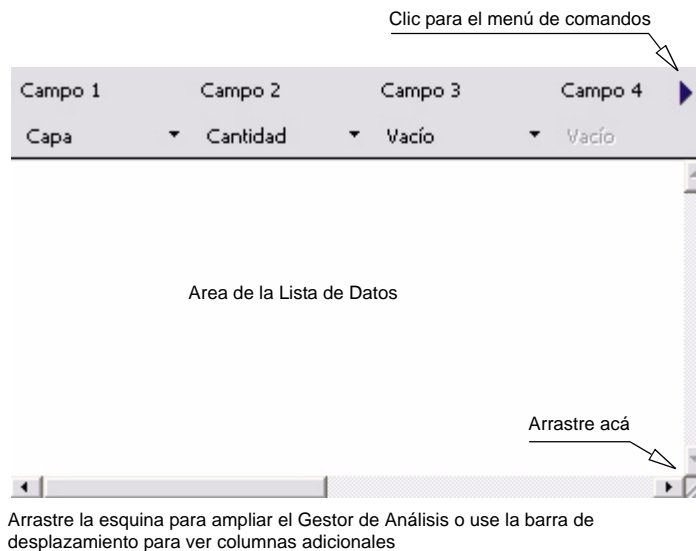 Clic para el menú de comandos
Campo 1 Campo 2 Campo 3 Campo 4
Capa Cantidad Vacío Vacío
Area de la Lista de Datos
Arrastre acá
Arrastre la esquina para ampliar el Gestor de Análisis o use la barra de
desplazamiento para ver columnas adicionales